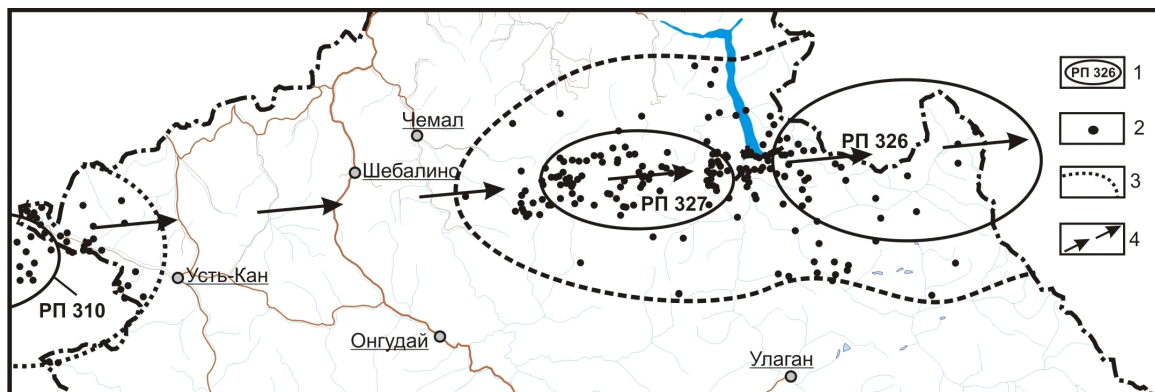 РП 326
1
2
3
4
Чемал
Шебалино
РП 326
РП 327
Усть-Кан
РП 310
Онгудай
Улаган